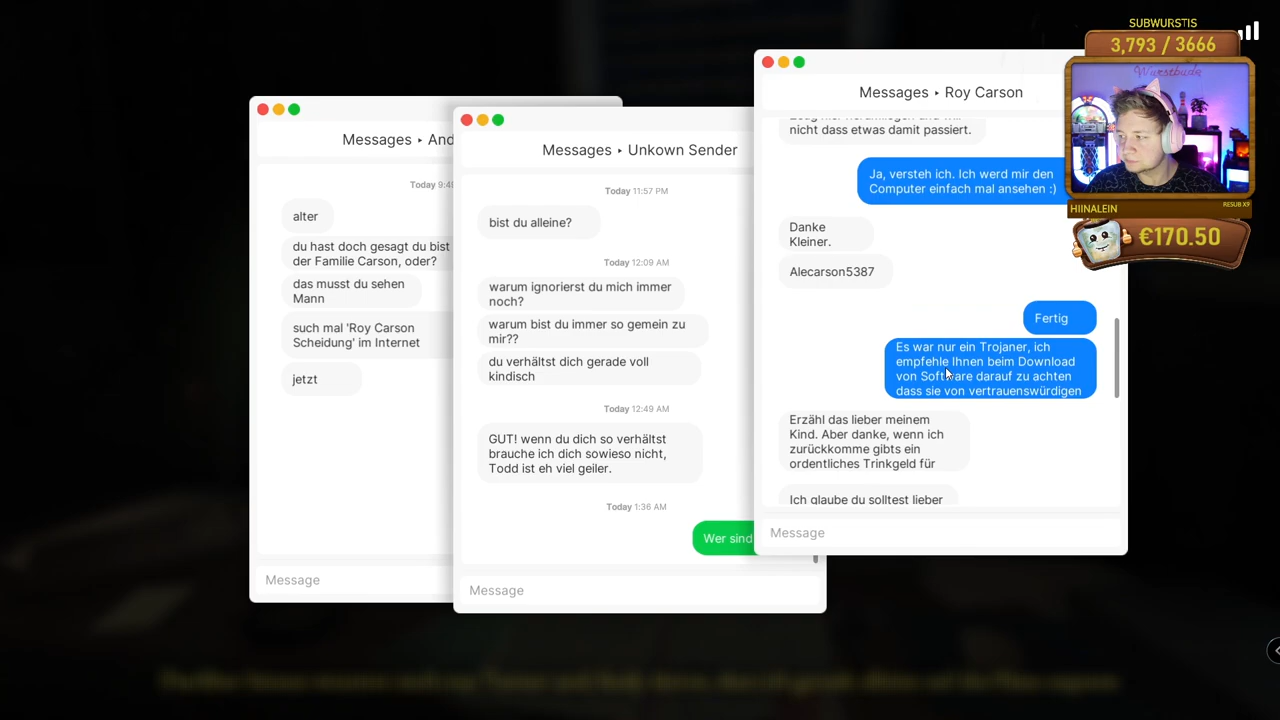 SUBWURSTIS
3,793 / 3666
Wurstbude
HIINALEIN
RESUB X9
€170.50
Messages ‣ And
Today 9:48
alter
du hast doch gesagt du bist
der Familie Carson, oder?
das musst du sehen
Mann
such mal 'Roy Carson
Scheidung' im Internet
jetzt
Message
Messages ‣ Unkown Sender
Today 11:57 PM
bist du alleine?
Today 12:09 AM
warum ignorierst du mich immer
noch?
warum bist du immer so gemein zu
mir??
du verhältst dich gerade voll
kindisch
Today 12:49 AM
GUT! wenn du dich so verhältst
brauche ich dich sowieso nicht,
Todd ist eh viel geiler.
Today 1:36 AM
Wer sind
Message
Messages ‣ Roy Carson
nicht dass etwas damit passiert.
Ja, versteh ich. Ich werd mir den
Computer einfach mal ansehen :)
Danke
Kleiner.
Alecarson5387
Fertig
Es war nur ein Trojaner, ich
empfehle Ihnen beim Download
von Software darauf zu achten
dass sie von vertrauenswürdigen
Erzähl das lieber meinem
Kind. Aber danke, wenn ich
zurückkomme gibts ein
ordentliches Trinkgeld für
Ich glaube du solltest lieber
Message